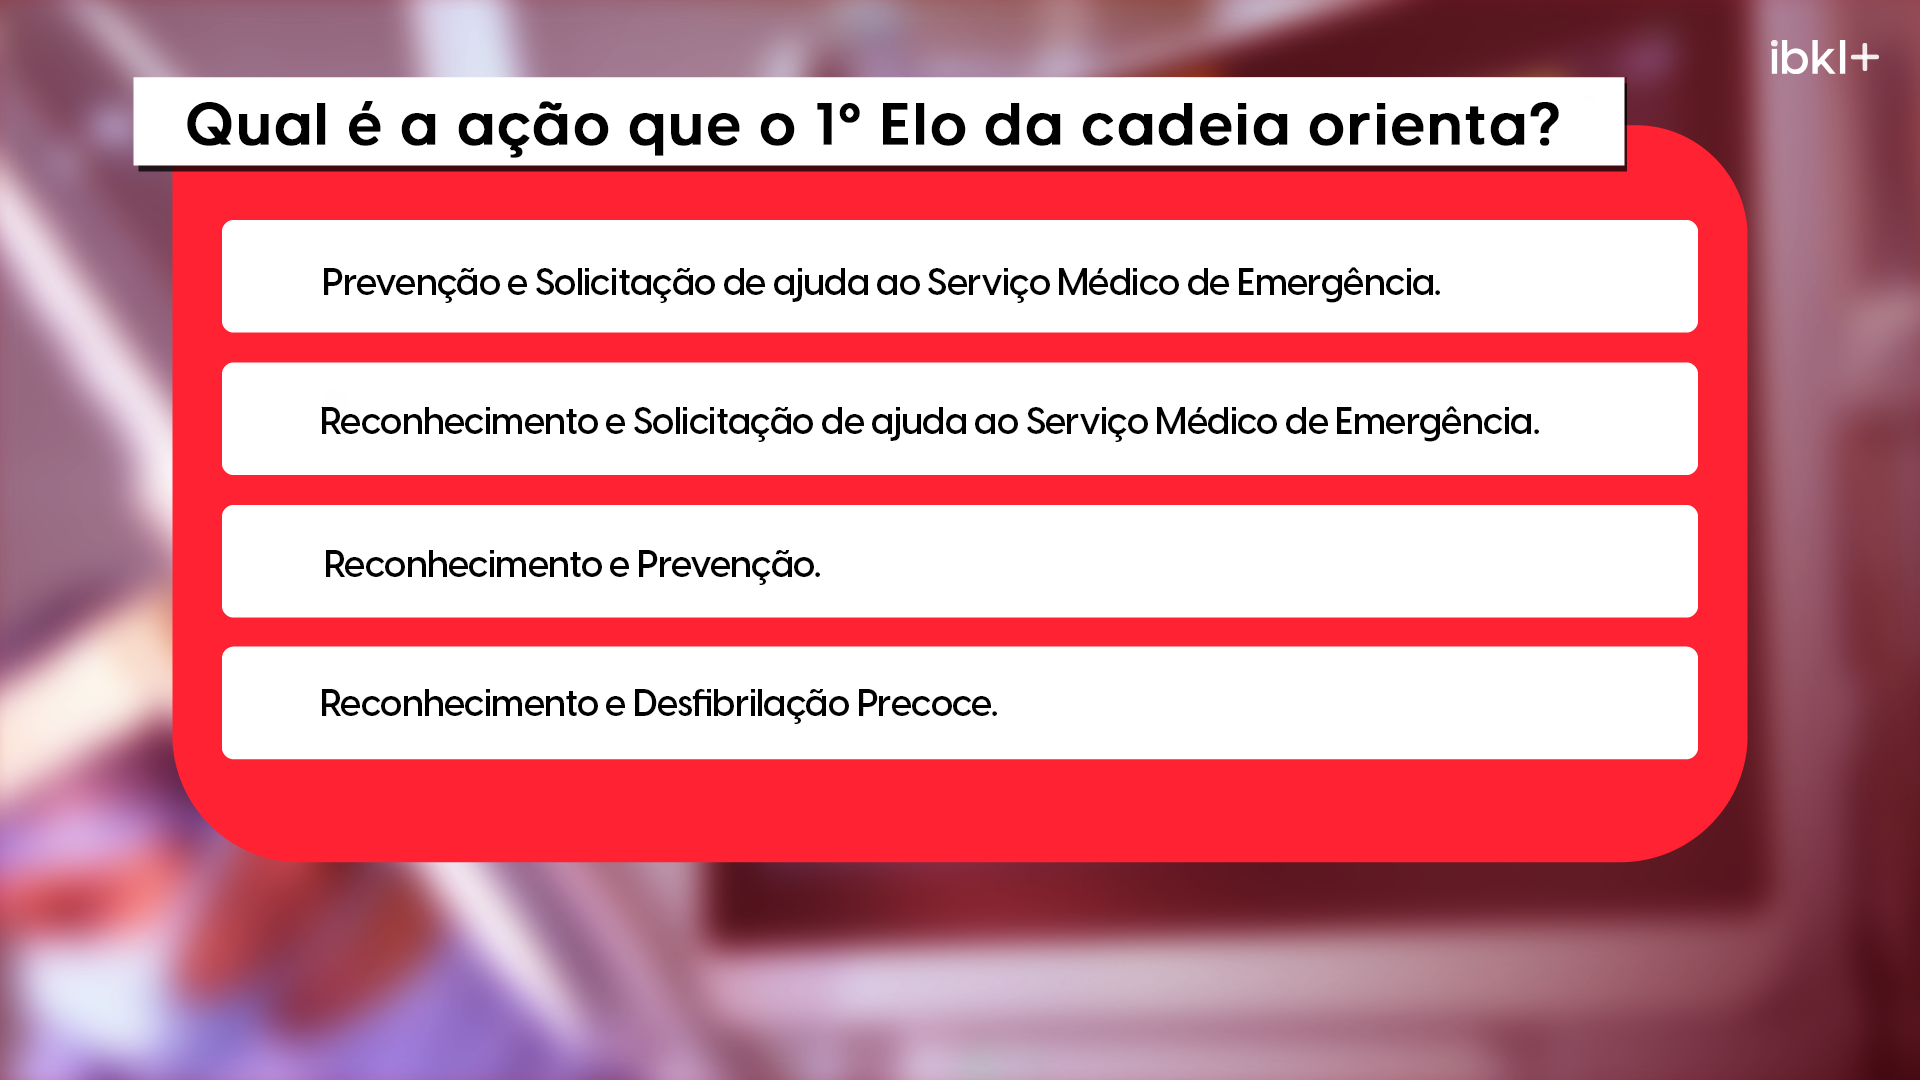 ibkl+
Qual é a ação que o 1º Elo da cadeia orienta?
Prevenção e Solicitação de ajuda ao Serviço Médico de Emergência.
Reconhecimento e Solicitação de ajuda ao Serviço Médico de Emergência.
Reconhecimento e Prevenção.
Reconhecimento e Desfibrilação Precoce.